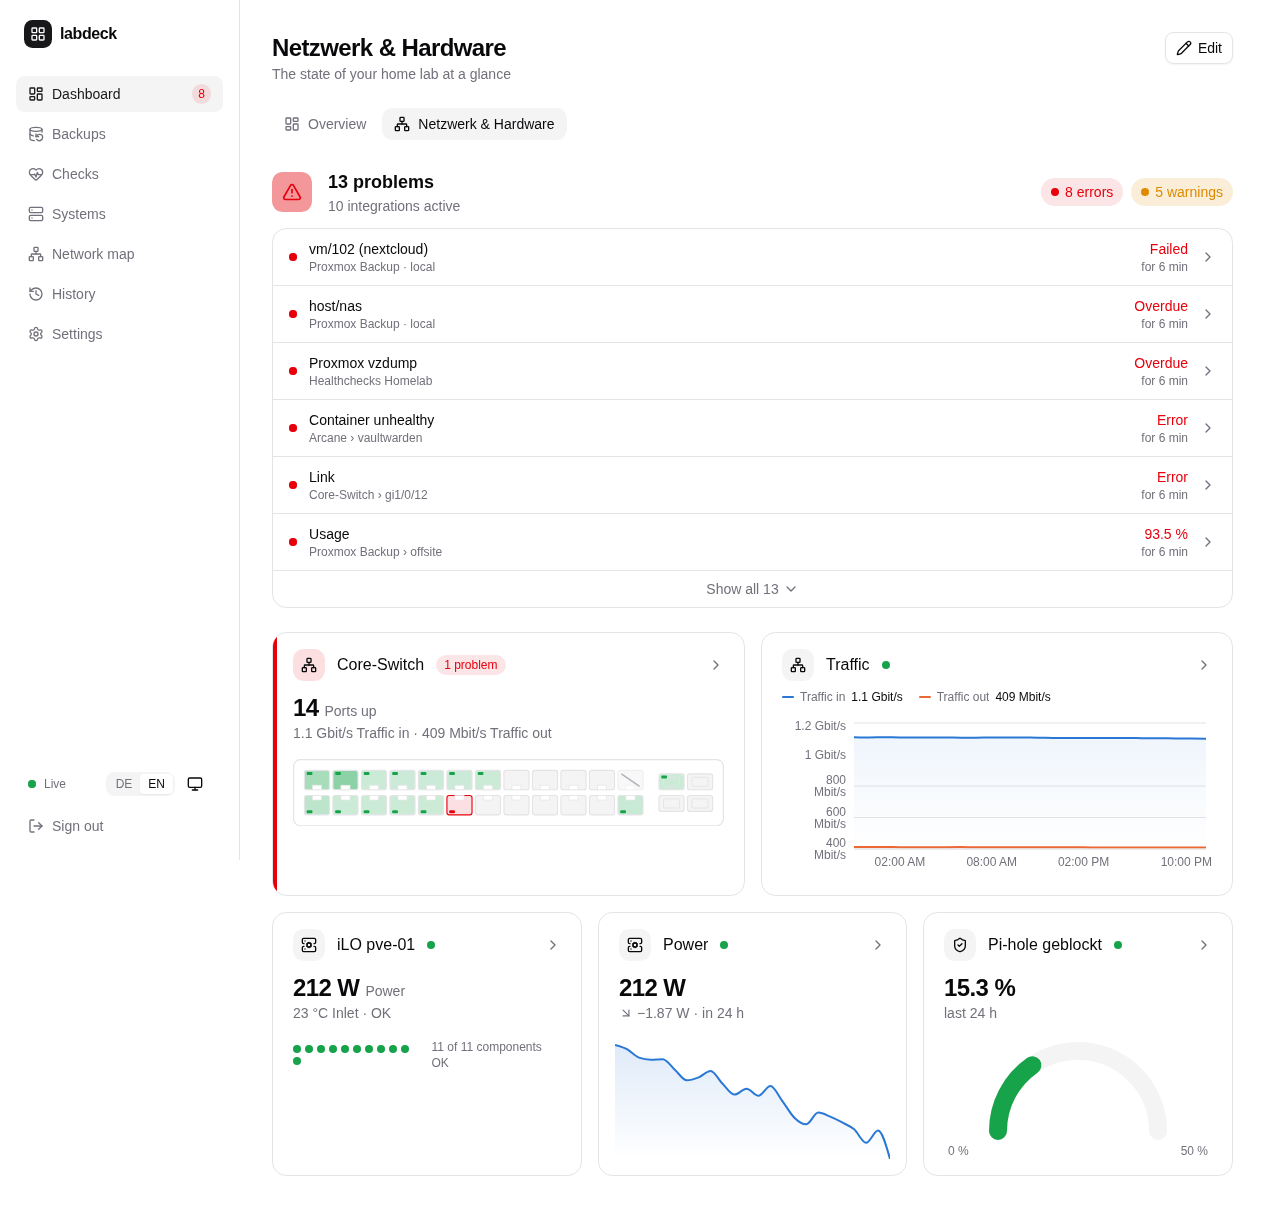 labdeck
Dashboard 8
Backups
Checks
Systems
Network map
History
Settings
Live DE EN
Sign out
Netzwerk & Hardware
Edit
The state of your home lab at a glance
Overview Netzwerk & Hardware
13 problems
10 integrations active
8 errors 5 warnings
vm/102 (nextcloud) Failed
Proxmox Backup · local for 6 min
host/nas Overdue
Proxmox Backup · local for 6 min
Proxmox vzdump Overdue
Healthchecks Homelab for 6 min
Container unhealthy Error
Arcane › vaultwarden for 6 min
Link Error
Core-Switch › gi1/0/12 for 6 min
Usage 93.5 %
Proxmox Backup › offsite for 6 min
Show all 13
Core-Switch 1 problem
14 Ports up
1.1 Gbit/s Traffic in · 409 Mbit/s Traffic out
Traffic
Traffic in 1.1 Gbit/s Traffic out 409 Mbit/s
1.2 Gbit/s
1 Gbit/s
800
Mbit/s
600
Mbit/s
400
Mbit/s
02:00 AM 08:00 AM 02:00 PM 10:00 PM
iLO pve-01
212 W Power
23 °C Inlet · OK
11 of 11 components
OK
Power
212 W
−1.87 W · in 24 h
Pi-hole geblockt
15.3 %
last 24 h
0 % 50 %